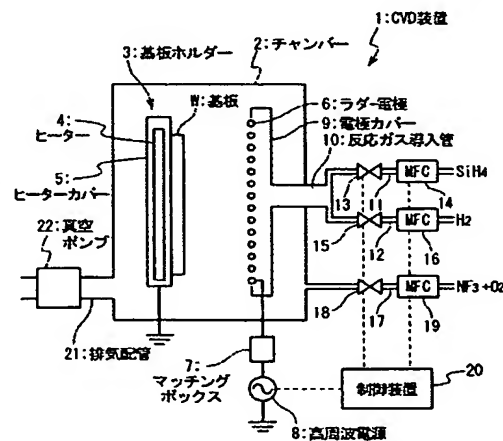 1:CVD装置
3:基板ホルダー
2:チャンバー
W:基板
4:
ヒーター
5:
ヒーターカバー
6:ラダー電極
9:電極カバー
10:反応ガス導入管
13
11
MFC
SiH4
14
15
12
MFC
H2
16
22:真空
ポンプ
18
17
MFC
NF3+O2
19
21:排気配管
7:
マッチング
ボックス
制御装置
20
8:高周波電源